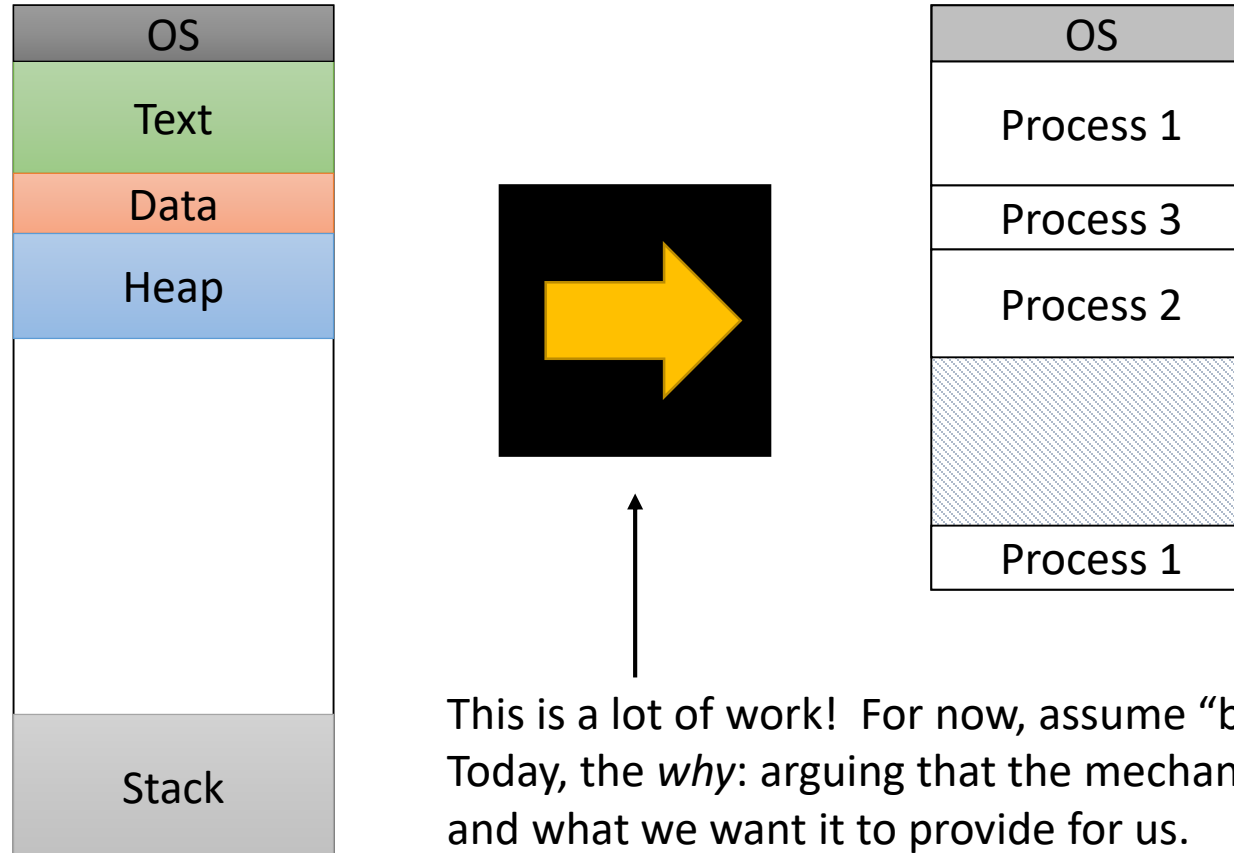 OS
Text
Data
Heap
Stack
OS
Process 1
Process 3
Process 2
Process 1
This is a lot of work!  For now, assume “b
Today, the why: arguing that the mechan
and what we want it to provide for us.